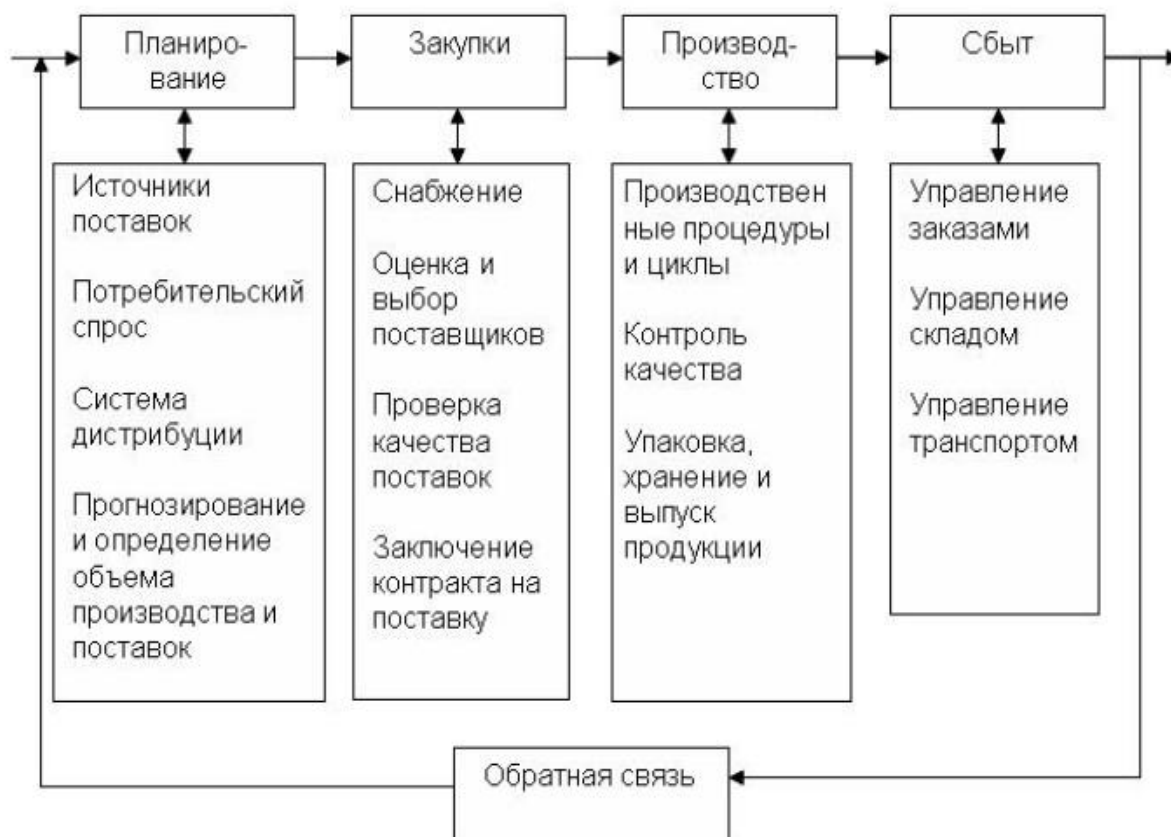 Планиро-
вание
Закупки
Производ-
ство
Сбыт
Источники
поставок
Потребительский
спрос
Система
дистрибуции
Прогнозирование
и определение
объема
производства и
поставок
Снабжение
Оценка и
выбор
поставщиков
Проверка
качества
поставок
Заключение
контракта на
поставку
Производствен
ные процедуры
и циклы
Контроль
качества
Упаковка,
хранение и
выпуск
продукции
Управление
заказами
Управление
складом
Управление
транспортом
Обратная связь